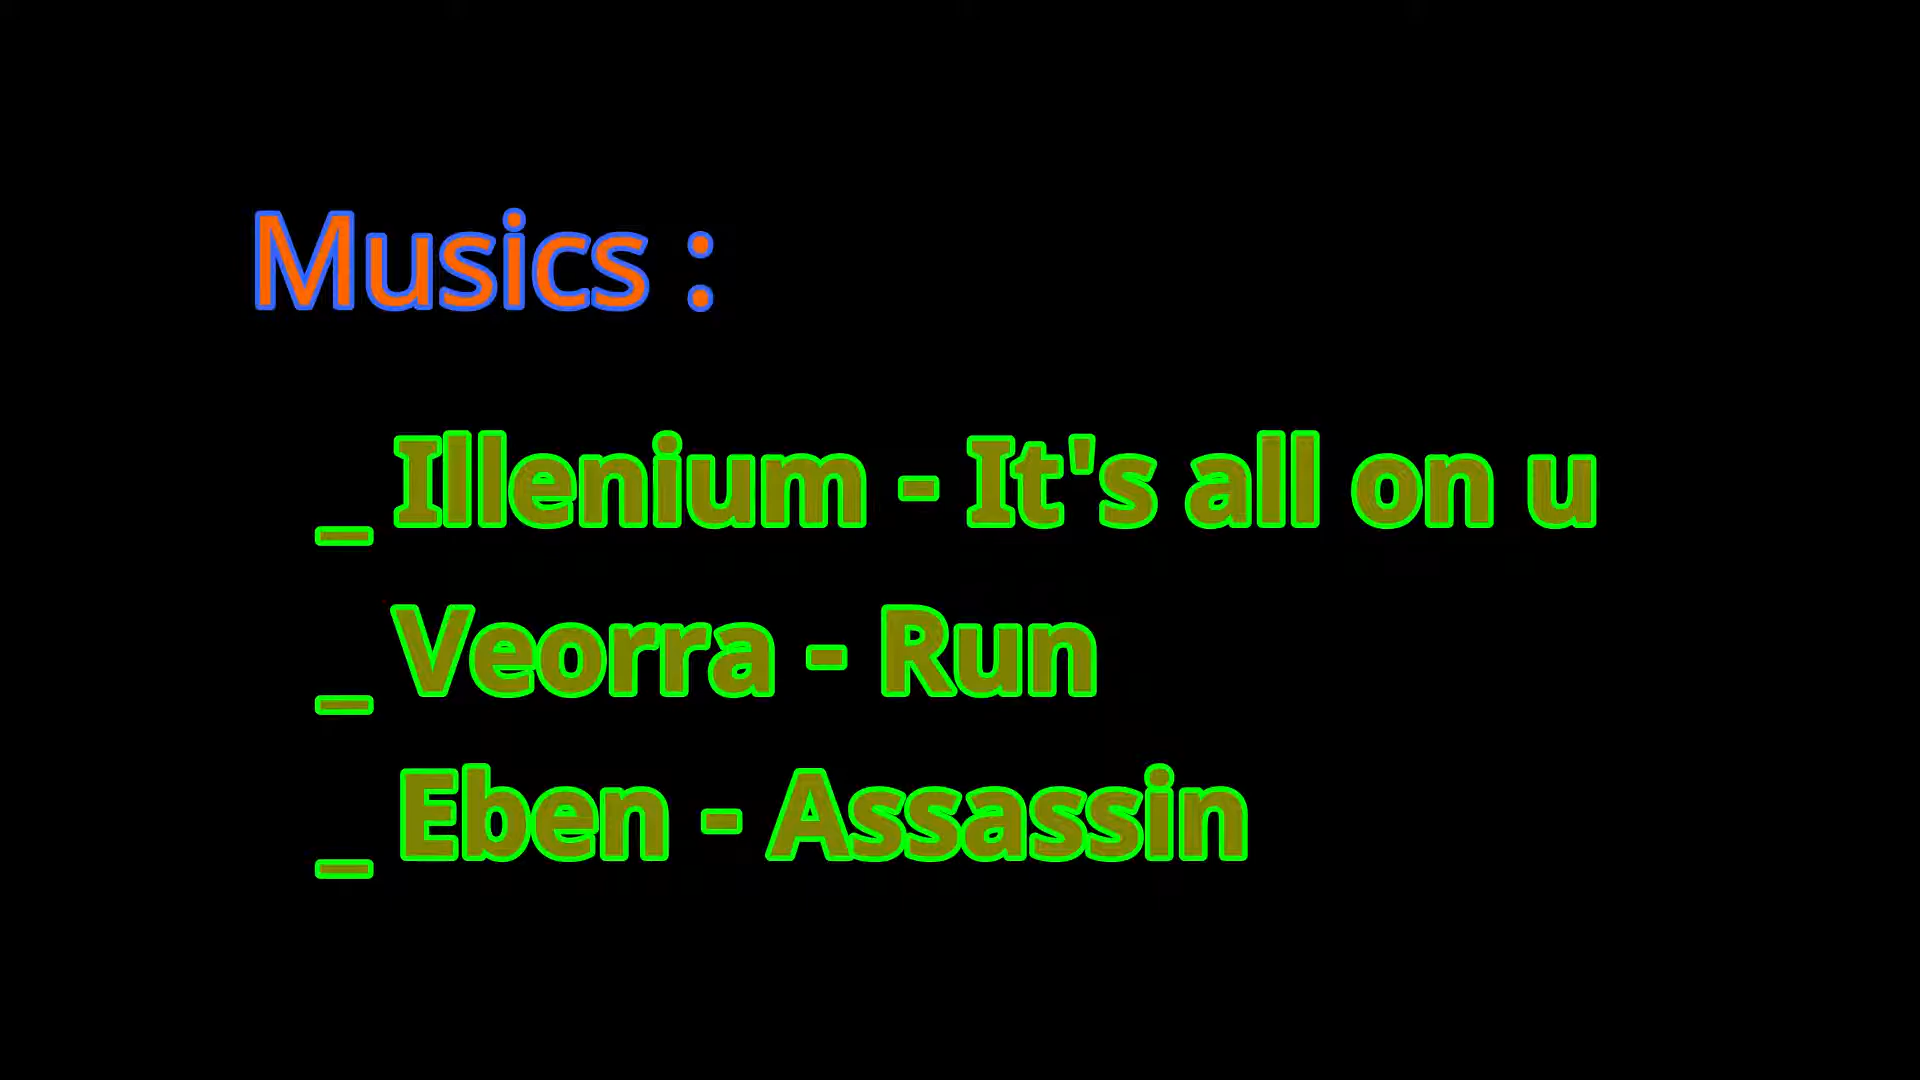 Musics :
_ Illenium - It's all on u
_ Veorra - Run
_ Eben - Assassin